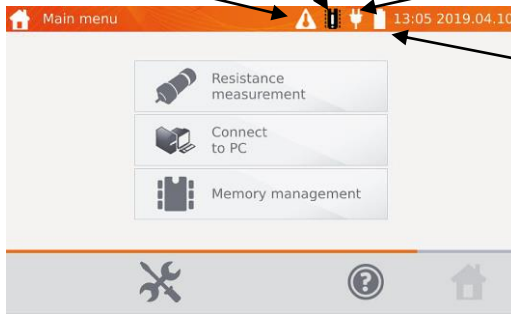 Main menu
13:05 2019.04.10
Resistance
measurement
Connect
to PC
Memory management